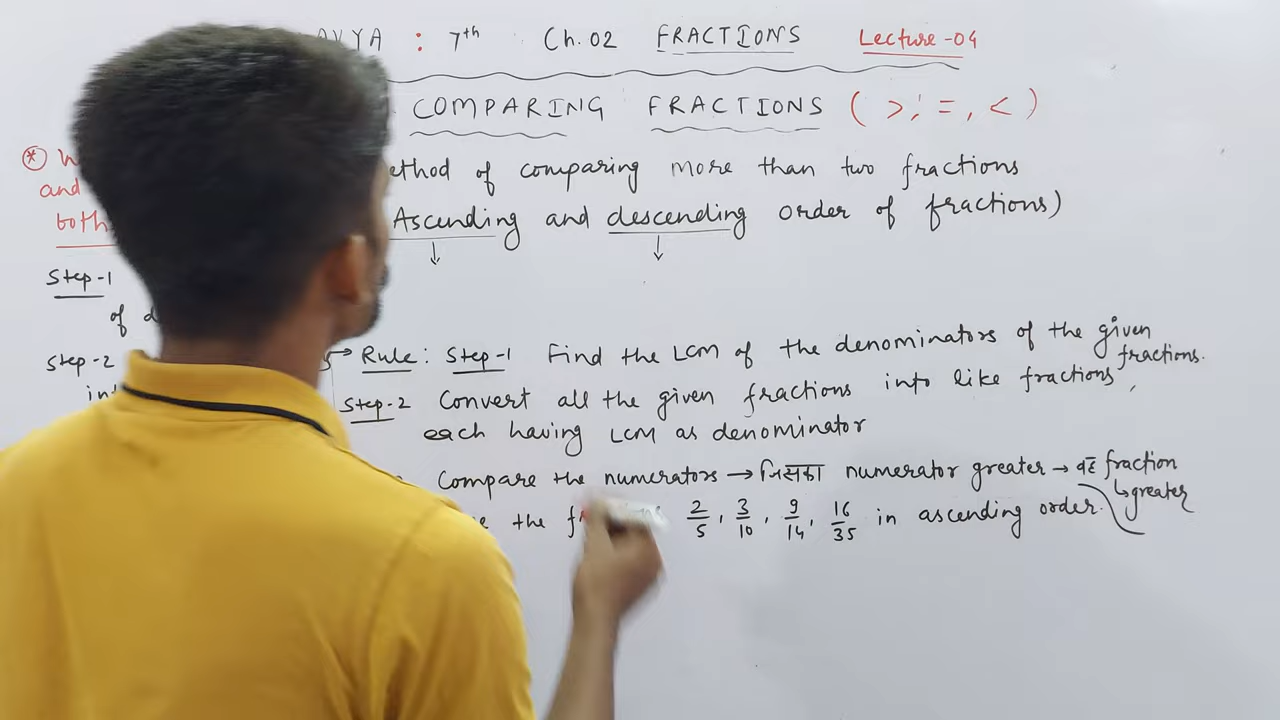 AVYA : 7th Ch. 02 FRACTIONS Lecture-04
COMPARING FRACTIONS ( >, =, < )
ethod of comparing more than two fractions
and
Ascending and descending order of fractions)
both
Step-1
of
Step-2
Rule: Step-1 Find the LCM of the denominators of the given fractions.
Step-2 Convert all the given fractions into like fractions,
each having LCM as denominator
Compare the numerators → जिसका numerator greater → वह fraction
↳ greater
the 2/5, 3/10, 9/14, 16/35 in ascending order.